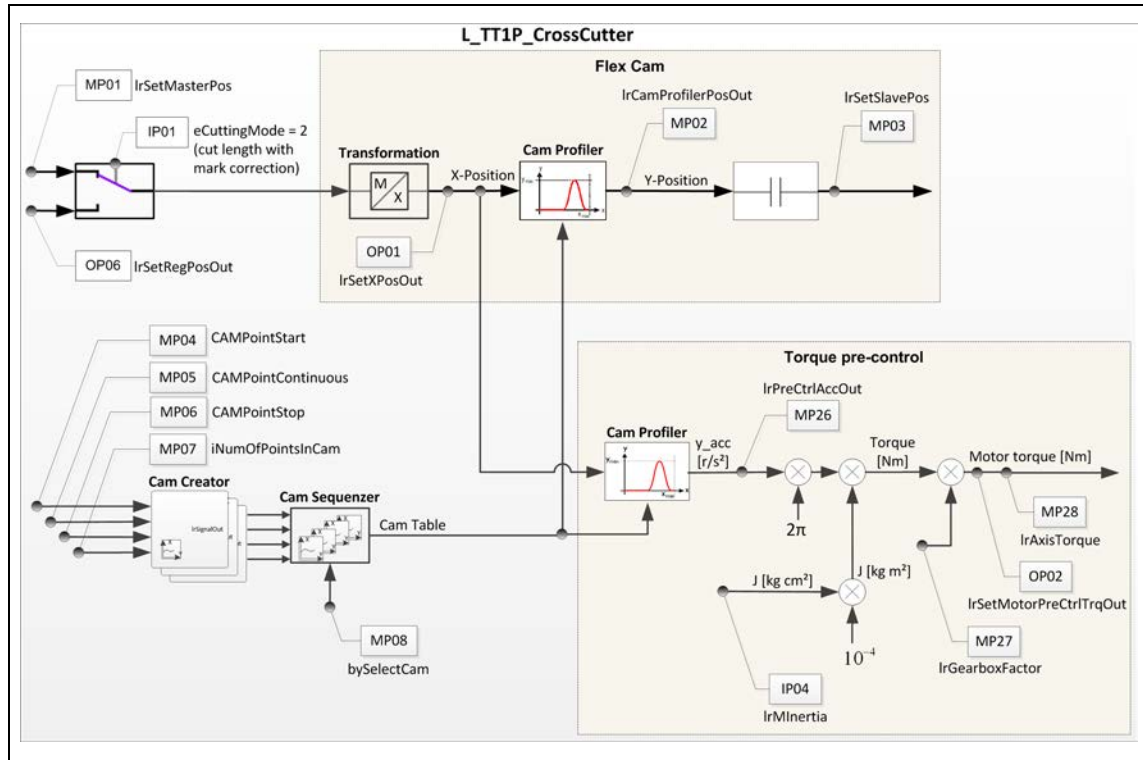 L_TT1P_CrossCutter
Flex Cam
MP01
lrSetMasterPos
IP01
eCuttingMode = 2
(cut length with
mark correction)
OP06
lrSetRegPosOut
Transformation
M
X
X-Position
OP01
lrSetXPosOut
Cam Profiler
lrCamProfilerPosOut
MP02
Y-Position
lrSetSlavePos
MP03
MP04
CAMPointStart
MP05
CAMPointContinuous
MP06
CAMPointStop
MP07
iNumOfPointsInCam
Cam Creator
lrSignalOut
Cam Sequenzer
Cam Table
MP08
bySelectCam
Torque pre-control
lrPreCtrlAccOut
MP26
Cam Profiler
y_acc
[r/s²]
2π
Torque
[Nm]
Motor torque [Nm]
MP28
lrAxisTorque
OP02
lrSetMotorPreCtrlTrqOut
MP27
lrGearboxFactor
J [kg cm²]
J [kg m²]
10⁻⁴
IP04
lrMInertia